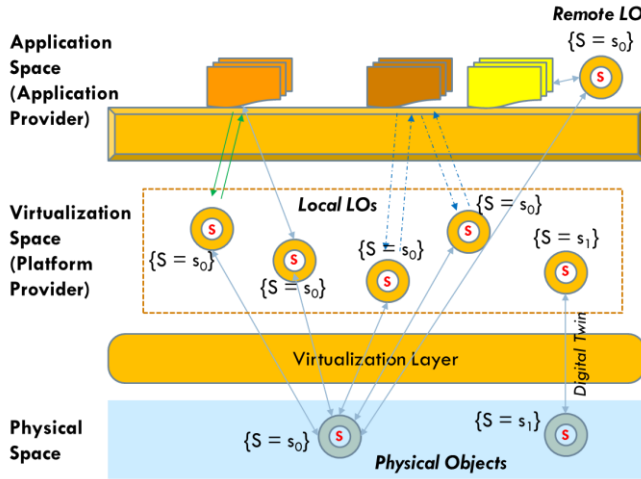 Remote LO
Application
Space
(Application
Provider)
{S = s0}
S
Local LOs
Virtualization
Space
(Platform
Provider)
S
{S = s0}
S
{S = s0}
{S = s0}
S
S
{S = s0}
{S = s1}
S
Virtualization Layer
Digital Twin
Physical
Space
{S = s0}
S
Physical Objects
{S = s1}
S